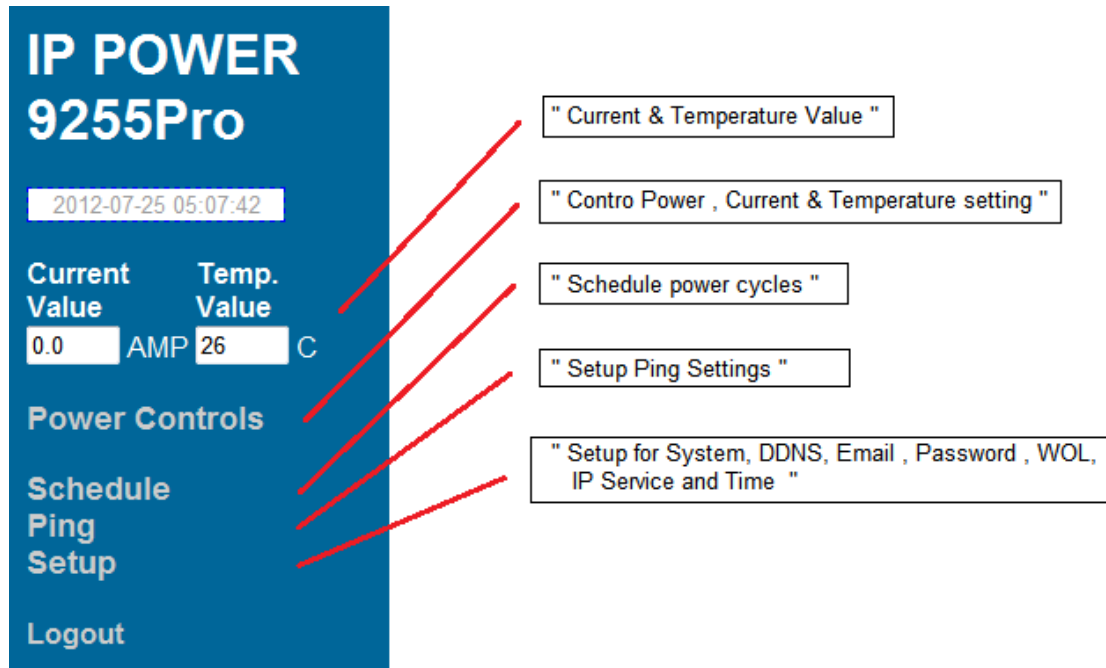 IP POWER
9255Pro
2012-07-25 05:07:42
Current Temp.
Value Value
0.0 AMP 26 C
Power Controls
Schedule
Ping
Setup
Logout
" Current & Temperature Value "
" Contro Power , Current & Temperature setting "
" Schedule power cycles "
" Setup Ping Settings "
" Setup for System, DDNS, Email , Password , WOL,
IP Service and Time "